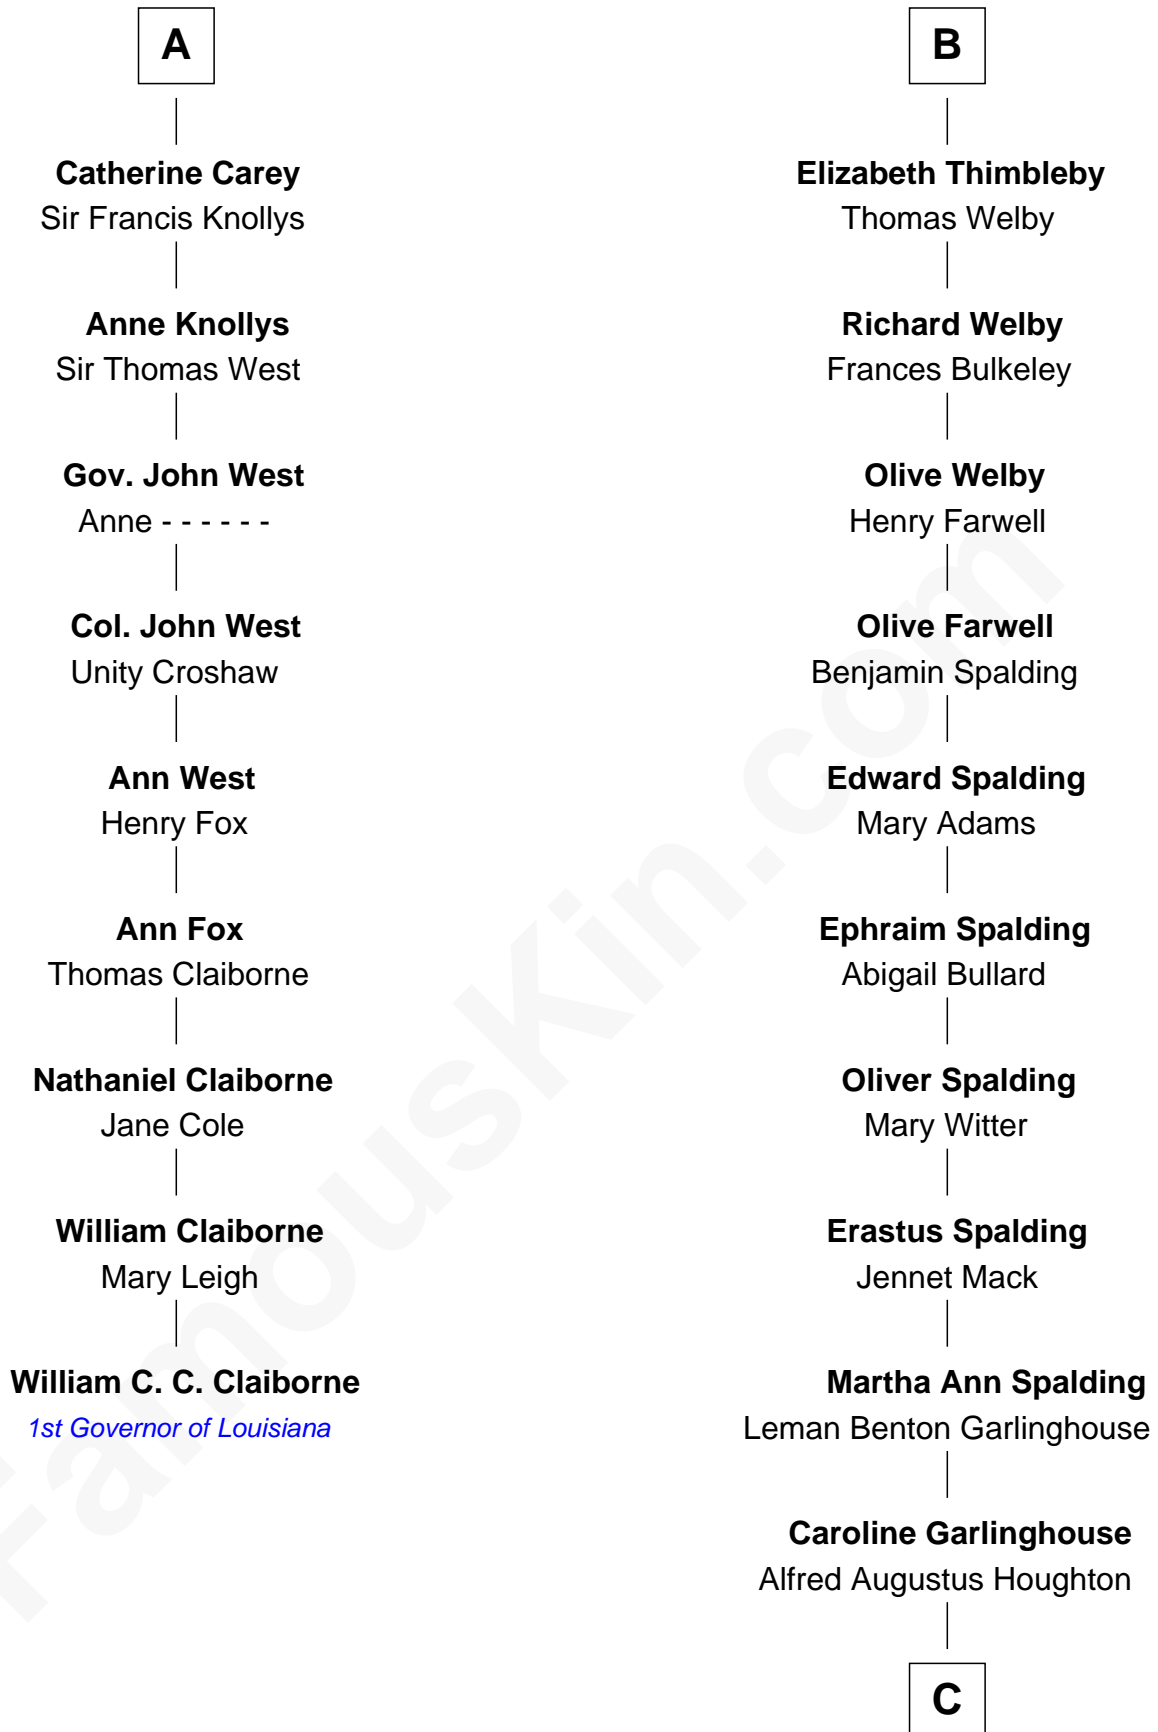 A
Catherine Carey
Sir Francis Knollys
Anne Knollys
Sir Thomas West
Gov. John West
Anne - - - - - -
Col. John West
Unity Croshaw
Ann West
Henry Fox
Ann Fox
Thomas Claiborne
Nathaniel Claiborne
Jane Cole
William Claiborne
Mary Leigh
William C. C. Claiborne
1st Governor of Louisiana
B
Elizabeth Thimbleby
Thomas Welby
Richard Welby
Frances Bulkeley
Olive Welby
Henry Farwell
Olive Farwell
Benjamin Spalding
Edward Spalding
Mary Adams
Ephraim Spalding
Abigail Bullard
Oliver Spalding
Mary Witter
Erastus Spalding
Jennet Mack
Martha Ann Spalding
Leman Benton Garlinghouse
Caroline Garlinghouse
Alfred Augustus Houghton
C
FamousKin.com